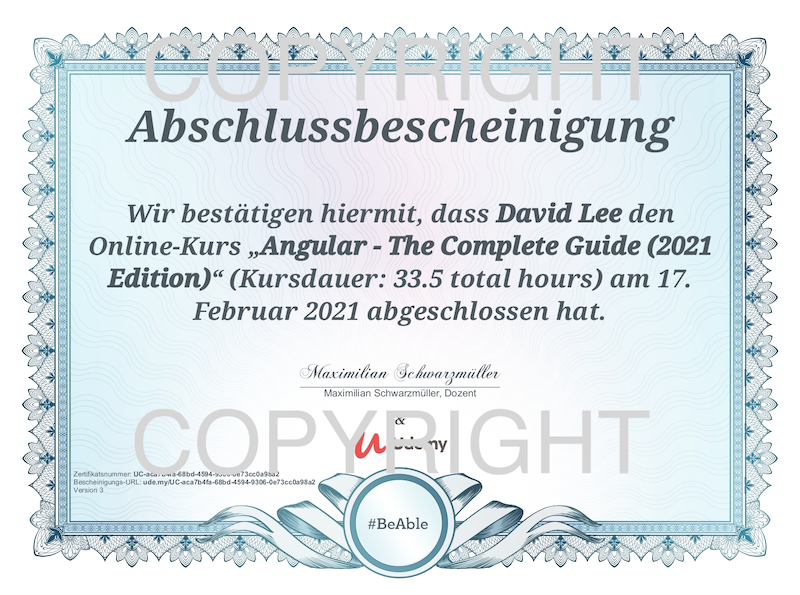 COPYRIGHT
Abschlussbescheinigung
Wir bestätigen hiermit, dass David Lee den
Online-Kurs „Angular - The Complete Guide (2021
Edition)“ (Kursdauer: 33.5 total hours) am 17.
Februar 2021 abgeschlossen hat.
Maximilian Schwarzmüller
Maximilian Schwarzmüller, Dozent
&
COPYRIGHT
Udemy
Zertifikatsnummer: UC-aca7b4fa-68bd-4594-9306-0e73cc0a98a2
Bescheinigungs-URL: ude.my/UC-aca7b4fa-68bd-4594-9306-0e73cc0a98a2
Version 3
#BeAble